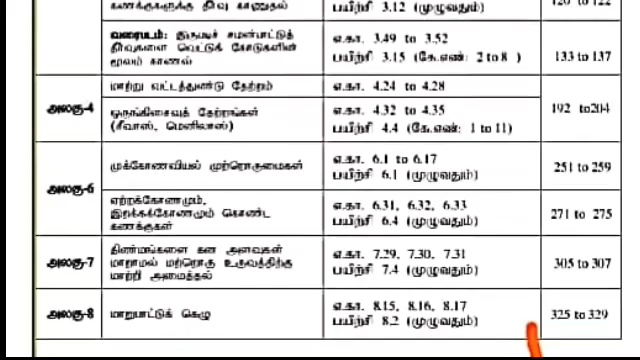 கணக்குகளுக்கு தீர்வு காணுதல்
பயிற்சி 3.12 (முழுவதும்)
120 to 122
வரைபடம்: இருபடிச் சமன்பாட்டுத்
தீர்வுகளை வெட்டுக் கோடுகளின்
மூலம் காணல்
எ.கா. 3.49 to 3.52
பயிற்சி 3.15 (கே.எண்: 2 to 8 )
133 to 137
அலகு-4
மாற்று வட்டத்துண்டு தேற்றம்
எ.கா. 4.24 to 4.28
ஒருங்கிசைவுத் தேற்றங்கள்
(சீவாஸ், மெனிலாஸ்)
எ.கா. 4.32 to 4.35
பயிற்சி 4.4 (கே.எண்: 1 to 11)
192 to204
அலகு-6
முக்கோணவியல் முற்றொருமைகள்
எ.கா. 6.1 to 6.17
பயிற்சி 6.1 (முழுவதும்)
251 to 259
ஏற்றக்கோணமும்,
இறக்கக்கோணமும் கொண்ட
கணக்குகள்
எ.கா. 6.31, 6.32, 6.33
பயிற்சி 6.4 (முழுவதும்)
271 to 275
அலகு-7
திண்மங்களை கன அளவுகள்
மாறாமல் மற்றொரு உருவத்திற்கு
மாற்றி அமைத்தல்
எ.கா. 7.29, 7.30, 7.31
பயிற்சி 7.4 (முழுவதும்)
305 to 307
அலகு-8
மாறுபாட்டுக் கெழு
எ.கா. 8.15, 8.16, 8.17
பயிற்சி 8.2 (முழுவதும்)
325 to 329